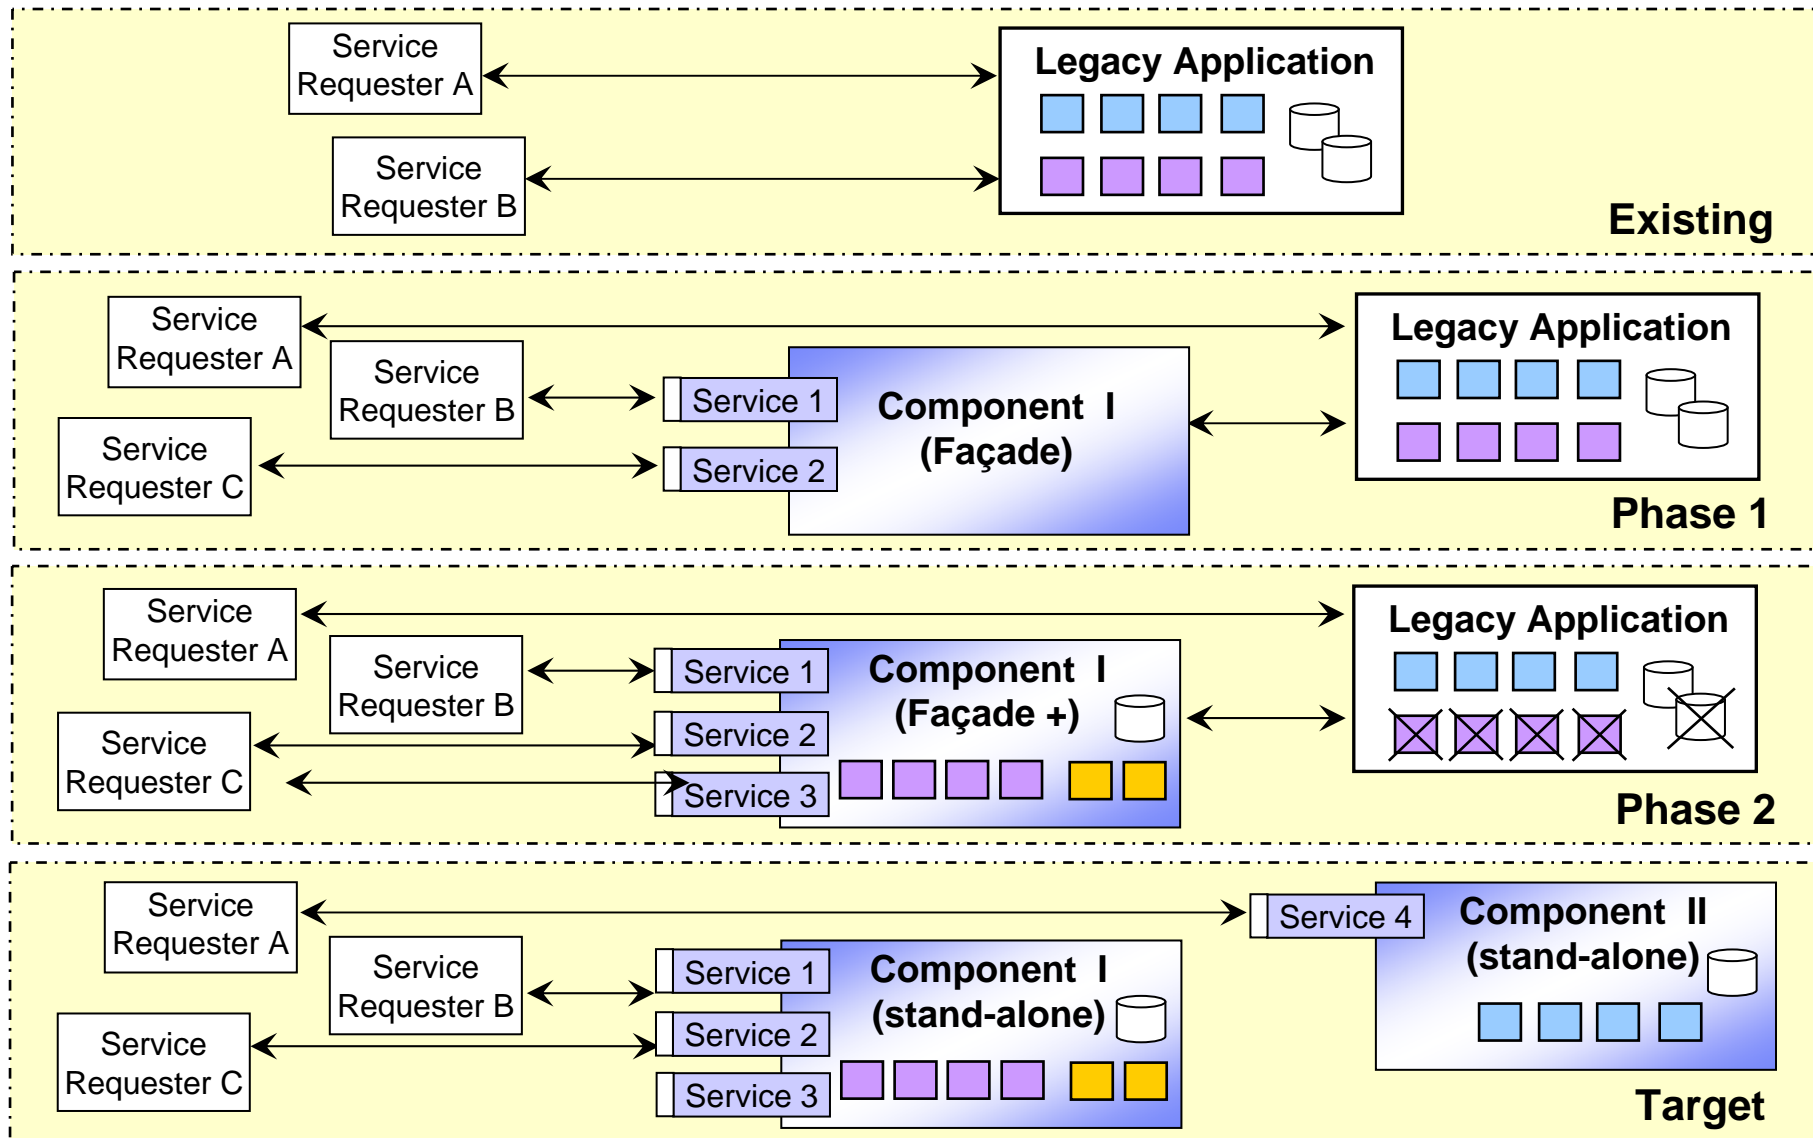 Service
Requester A
Legacy Application
Service
Requester B
Existing
Service
Requester A
Legacy Application
Service
Requester B
Service 1
Component I
(Façade)
Service
Requester C
Service 2
Phase 1
Service
Requester A
Legacy Application
Service
Requester B
Service 1
Component I
(Façade +)
Service
Requester C
Service 2
Service 3
Phase 2
Service
Requester A
Service 4
Component II
(stand-alone)
Service
Requester B
Service 1
Component I
(stand-alone)
Service
Requester C
Service 2
Service 3
Target